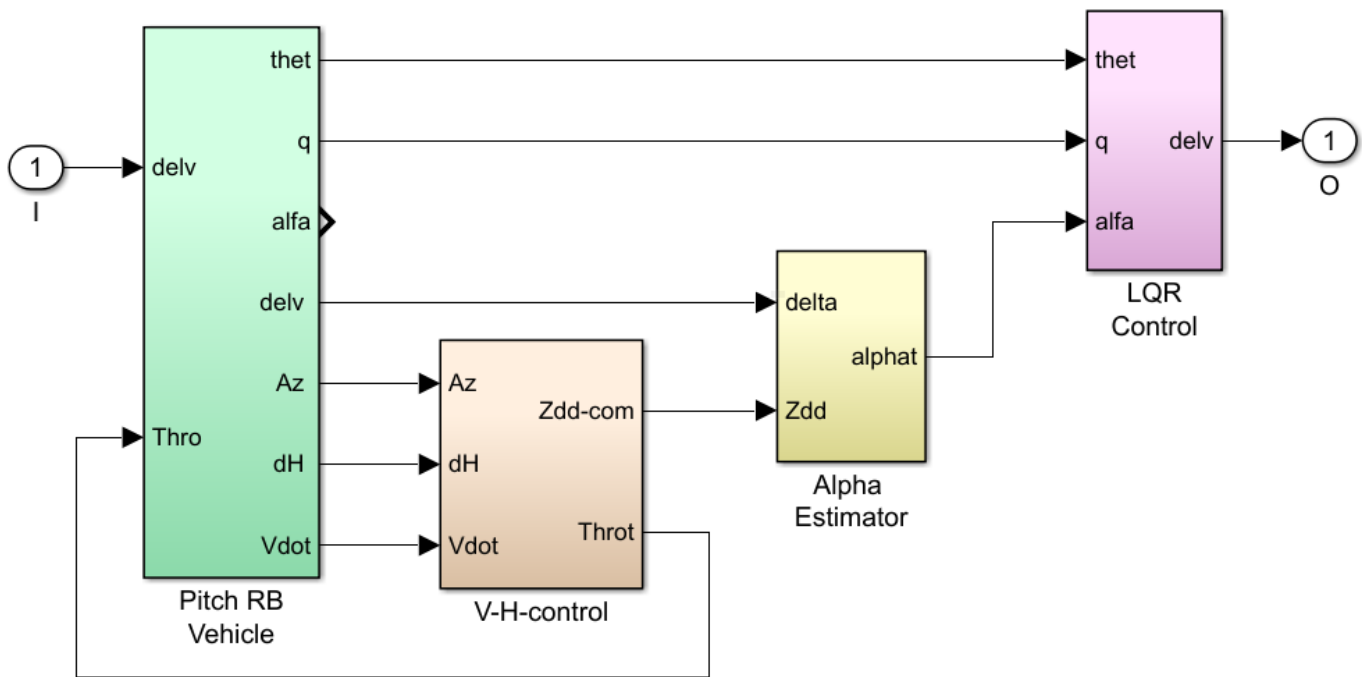 1
I
delv
Thro
thet
q
alfa
delv
Az
dH
Vdot
Pitch RB
Vehicle
Az
dH
Vdot
Zdd-com
Throt
V-H-control
delta
Zdd
alphat
Alpha
Estimator
thet
q
alfa
delv
LQR
Control
1
O